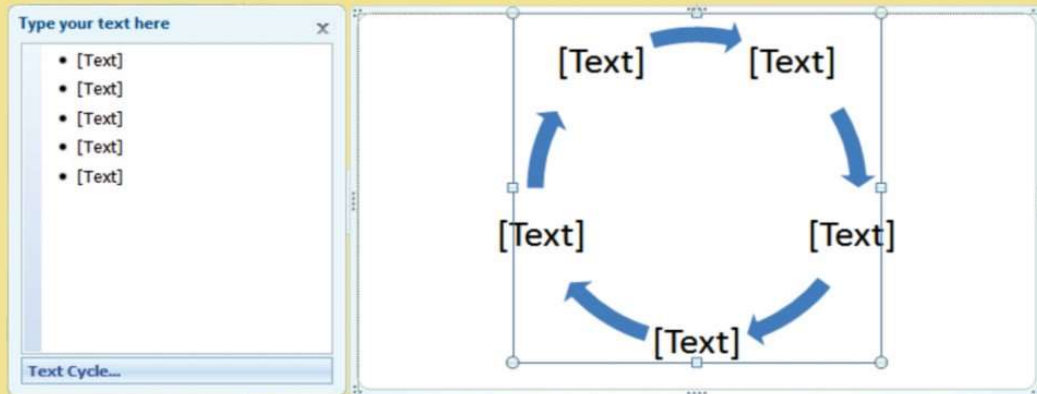 Type your text here
x
• [Text]
• [Text]
• [Text]
• [Text]
• [Text]
Text Cycle...
[Text] [Text]
[Text] [Text]
[Text]